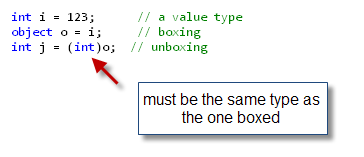 int i = 123;      // a value type
object o = i;     // boxing
int j = (int)o;  // unboxing
must be the same type as
the one boxed